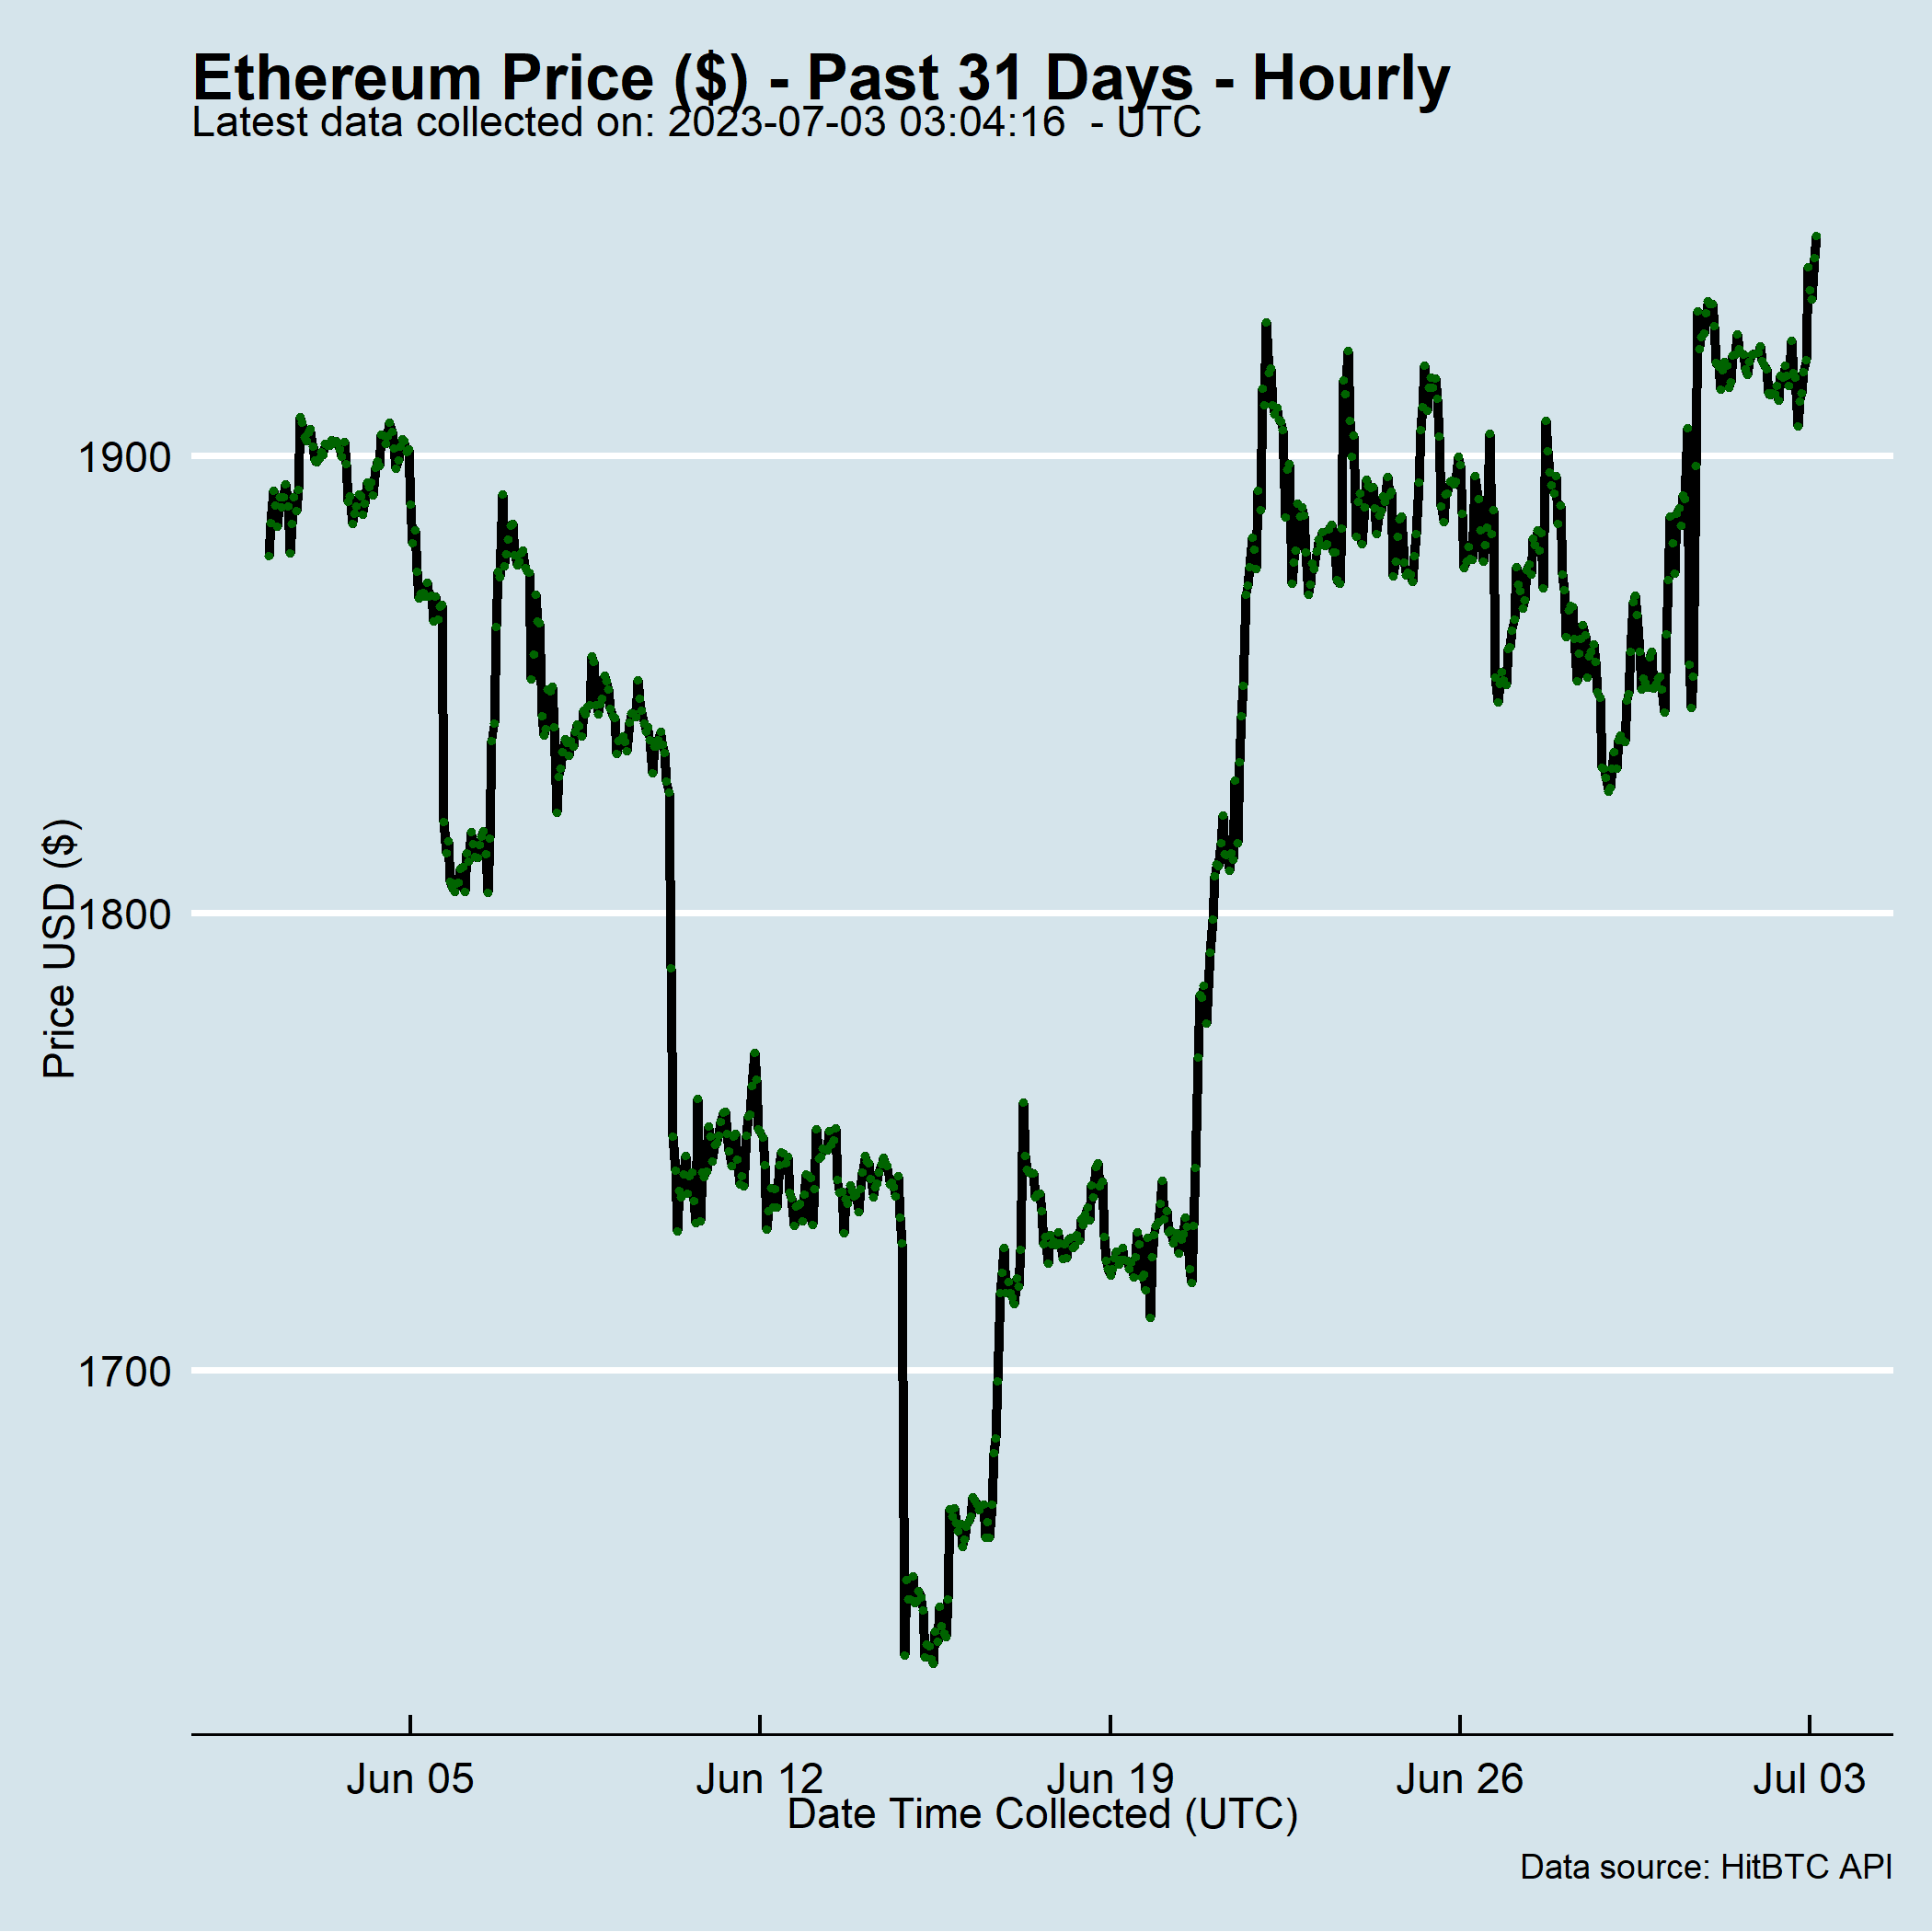 Ethereum Price ($) - Past 31 Days - Hourly
Latest data collected on: 2023-07-03 03:04:16  - UTC
Price USD ($)
1900
1800
1700
Jun 05
Jun 12
Jun 19
Jun 26
Jul 03
Date Time Collected (UTC)
Data source: HitBTC API